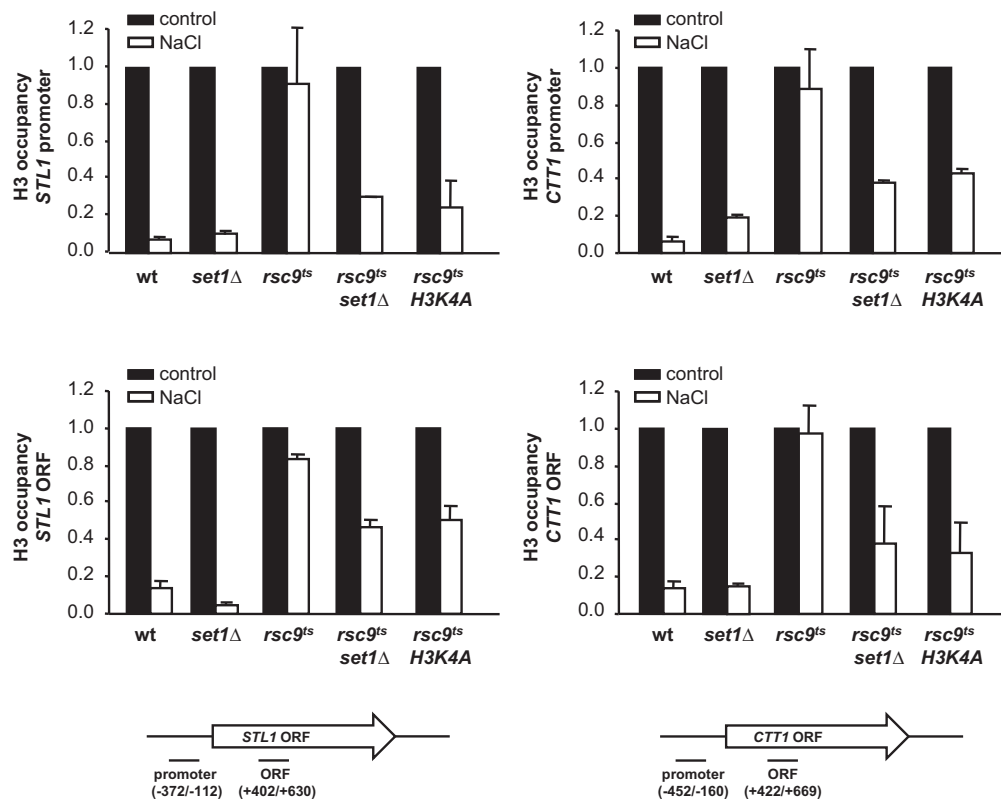 control
NaCl
H3 occupancy
STL1 promoter
1.2
1.0
0.8
0.6
0.4
0.2
0.0
wt set1Δ rsc9ts rsc9ts rsc9ts
set1Δ H3K4A
control
NaCl
H3 occupancy
CTT1 promoter
1.2
1.0
0.8
0.6
0.4
0.2
0.0
wt set1Δ rsc9ts rsc9ts rsc9ts
set1Δ H3K4A
control
NaCl
H3 occupancy
STL1 ORF
1.2
1.0
0.8
0.6
0.4
0.2
0.0
wt set1Δ rsc9ts rsc9ts rsc9ts
set1Δ H3K4A
control
NaCl
H3 occupancy
CTT1 ORF
1.2
1.0
0.8
0.6
0.4
0.2
0.0
wt set1Δ rsc9ts rsc9ts rsc9ts
set1Δ H3K4A
STL1 ORF
promoter ORF
(-372/-112) (+402/+630)
CTT1 ORF
promoter ORF
(-452/-160) (+422/+669)